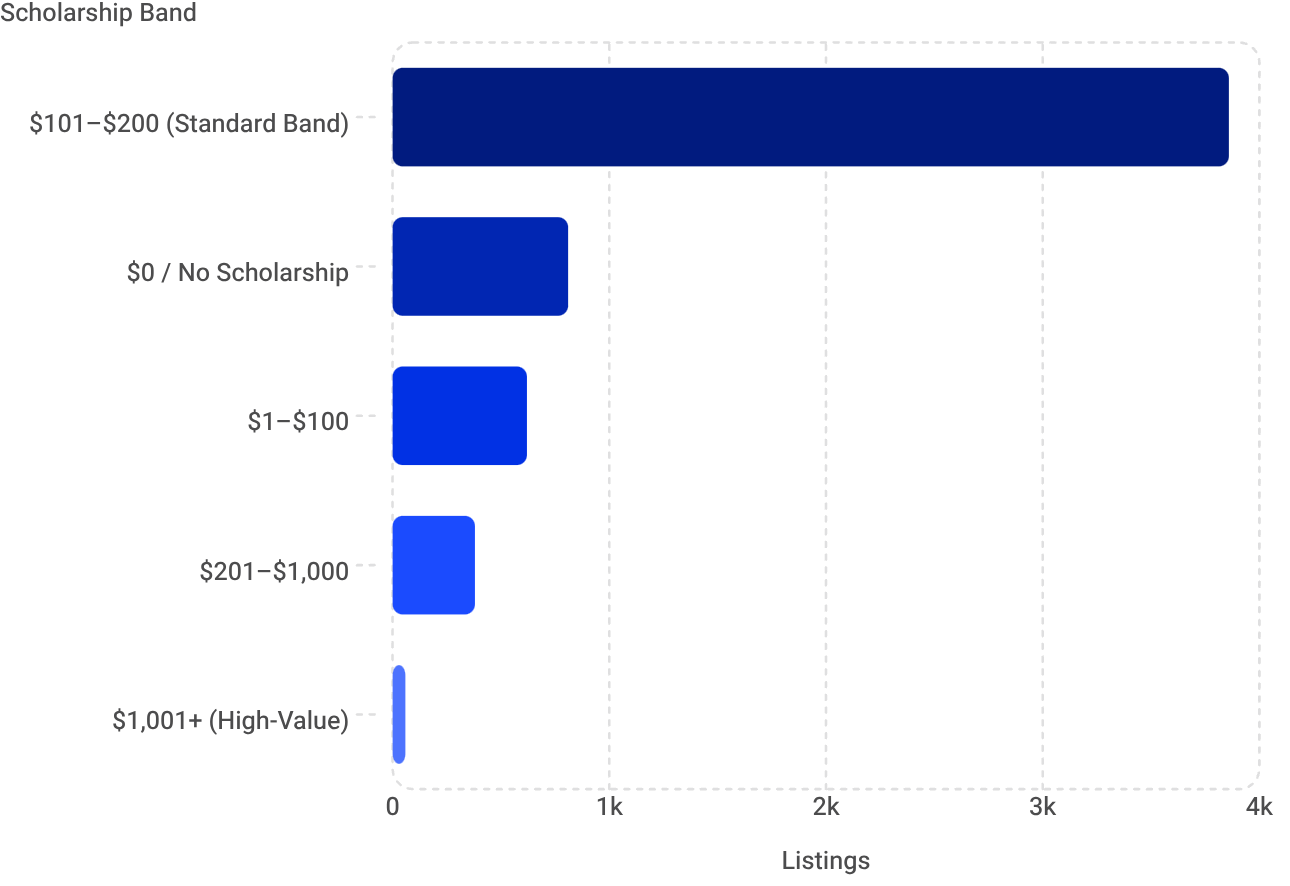 Scholarship Band
$101–$200 (Standard Band)
$0 / No Scholarship
$1–$100
$201–$1,000
$1,001+ (High-Value)
0 1k 2k 3k 4k
Listings